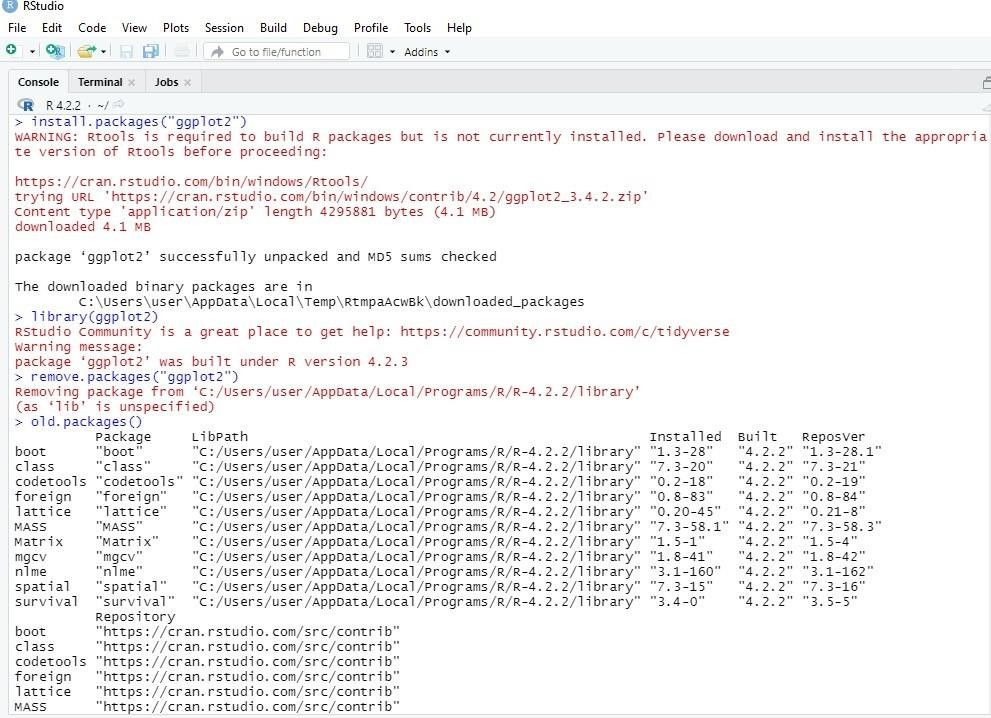 RStudio
File Edit Code View Plots Session Build Debug Profile Tools Help
Go to file/function Addins
Console Terminal Jobs
R 4.2.2 · ~/
> install.packages("ggplot2")
WARNING: Rtools is required to build R packages but is not currently installed. Please download and install the appropria
te version of Rtools before proceeding:
https://cran.rstudio.com/bin/windows/Rtools/
trying URL 'https://cran.rstudio.com/bin/windows/contrib/4.2/ggplot2_3.4.2.zip'
Content type 'application/zip' length 4295881 bytes (4.1 MB)
downloaded 4.1 MB
package ‘ggplot2’ successfully unpacked and MD5 sums checked
The downloaded binary packages are in
C:\Users\user\AppData\Local\Temp\RtmpaAcwBk\downloaded_packages
> library(ggplot2)
RStudio Community is a great place to get help: https://community.rstudio.com/c/tidyverse
Warning message:
package ‘ggplot2’ was built under R version 4.2.3
> remove.packages("ggplot2")
Removing package from ‘C:/Users/user/AppData/Local/Programs/R/R-4.2.2/library’
(as ‘lib’ is unspecified)
> old.packages()
Package LibPath Installed Built ReposVer
boot "boot" "C:/Users/user/AppData/Local/Programs/R/R-4.2.2/library" "1.3-28" "4.2.2" "1.3-28.1"
class "class" "C:/Users/user/AppData/Local/Programs/R/R-4.2.2/library" "7.3-20" "4.2.2" "7.3-21"
codetools "codetools" "C:/Users/user/AppData/Local/Programs/R/R-4.2.2/library" "0.2-18" "4.2.2" "0.2-19"
foreign "foreign" "C:/Users/user/AppData/Local/Programs/R/R-4.2.2/library" "0.8-83" "4.2.2" "0.8-84"
lattice "lattice" "C:/Users/user/AppData/Local/Programs/R/R-4.2.2/library" "0.20-45" "4.2.2" "0.21-8"
MASS "MASS" "C:/Users/user/AppData/Local/Programs/R/R-4.2.2/library" "7.3-58.1" "4.2.2" "7.3-58.3"
Matrix "Matrix" "C:/Users/user/AppData/Local/Programs/R/R-4.2.2/library" "1.5-1" "4.2.2" "1.5-4"
mgcv "mgcv" "C:/Users/user/AppData/Local/Programs/R/R-4.2.2/library" "1.8-41" "4.2.2" "1.8-42"
nlme "nlme" "C:/Users/user/AppData/Local/Programs/R/R-4.2.2/library" "3.1-160" "4.2.2" "3.1-162"
spatial "spatial" "C:/Users/user/AppData/Local/Programs/R/R-4.2.2/library" "7.3-15" "4.2.2" "7.3-16"
survival "survival" "C:/Users/user/AppData/Local/Programs/R/R-4.2.2/library" "3.4-0" "4.2.2" "3.5-5"
Repository
boot "https://cran.rstudio.com/src/contrib"
class "https://cran.rstudio.com/src/contrib"
codetools "https://cran.rstudio.com/src/contrib"
foreign "https://cran.rstudio.com/src/contrib"
lattice "https://cran.rstudio.com/src/contrib"
MASS "https://cran.rstudio.com/src/contrib"